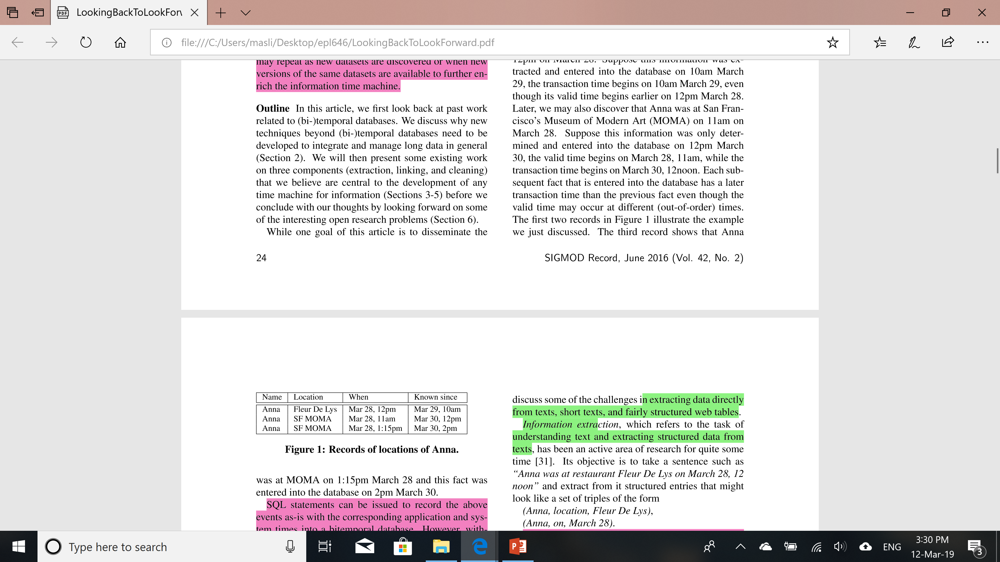 LookingBackToLookForw
file:///C:/Users/masli/Desktop/epl646/LookingBackToLookForward.pdf
may repeat as new datasets are discovered or when new
versions of the same datasets are available to further en-
rich the information time machine.
Outline In this article, we first look back at past work
related to (bi-)temporal databases. We discuss why new
techniques beyond (bi-)temporal databases need to be
developed to integrate and manage long data in general
(Section 2). We will then present some existing work
on three components (extraction, linking, and cleaning)
that we believe are central to the development of any
time machine for information (Sections 3-5) before we
conclude with our thoughts by looking forward on some
of the interesting open research problems (Section 6).
While one goal of this article is to disseminate the
12pm on March 28. Suppose this information was ex-
tracted and entered into the database on 10am March
29, the transaction time begins on 10am March 29, even
though its valid time begins earlier on 12pm March 28.
Later, we may also discover that Anna was at San Fran-
cisco's Museum of Modern Art (MOMA) on 11am on
March 28. Suppose this information was only deter-
mined and entered into the database on 12pm March
30, the valid time begins on March 28, 11am, while the
transaction time begins on March 30, 12noon. Each sub-
sequent fact that is entered into the database has a later
transaction time than the previous fact even though the
valid time may occur at different (out-of-order) times.
The first two records in Figure 1 illustrate the example
we just discussed. The third record shows that Anna
24 SIGMOD Record, June 2016 (Vol. 42, No. 2)
Name Location When Known since
Anna Fleur De Lys Mar 28, 12pm Mar 29, 10am
Anna SF MOMA Mar 28, 11am Mar 30, 12pm
Anna SF MOMA Mar 28, 1:15pm Mar 30, 2pm
Figure 1: Records of locations of Anna.
was at MOMA on 1:15pm March 28 and this fact was
entered into the database on 2pm March 30.
SQL statements can be issued to record the above
events as-is with the corresponding application and sys-
tem times into a bitemporal database. However, with-
discuss some of the challenges in extracting data directly
from texts, short texts, and fairly structured web tables.
Information extraction, which refers to the task of
understanding text and extracting structured data from
texts, has been an active area of research for quite some
time [31]. Its objective is to take a sentence such as
“Anna was at restaurant Fleur De Lys on March 28, 12
noon” and extract from it structured entries that might
look like a set of triples of the form
(Anna, location, Fleur De Lys),
(Anna, on, March 28).
Type here to search
ENG
3:30 PM
12-Mar-19
3